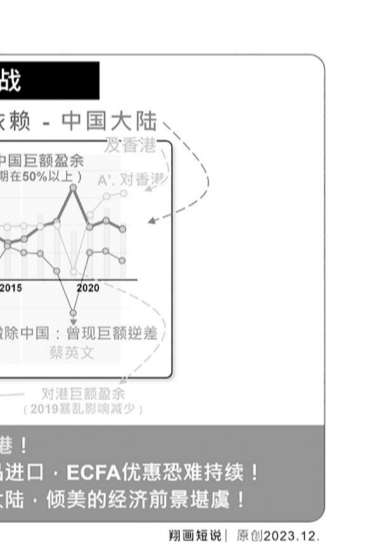 战
依赖 - 中国大陆
及香港
中国巨额盈余
期在50%以上）
A'. 对香港
2015
2020
撇除中国：曾现巨额逆差
蔡英文
对港巨额盈余
（2019暴乱影响减少）
港！
品进口．ECFA优惠恐难持续！
大陆．倾美的经济前景堪虞！
翔画短说| 原创2023.12.